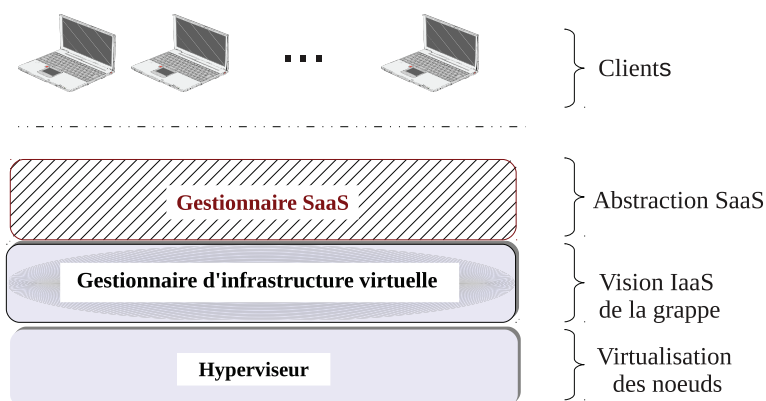 Clients
Gestionnaire SaaS
Abstraction SaaS
Gestionnaire d'infrastructure virtuelle
Vision IaaS
de la grappe
Hyperviseur
Virtualisation
des noeuds